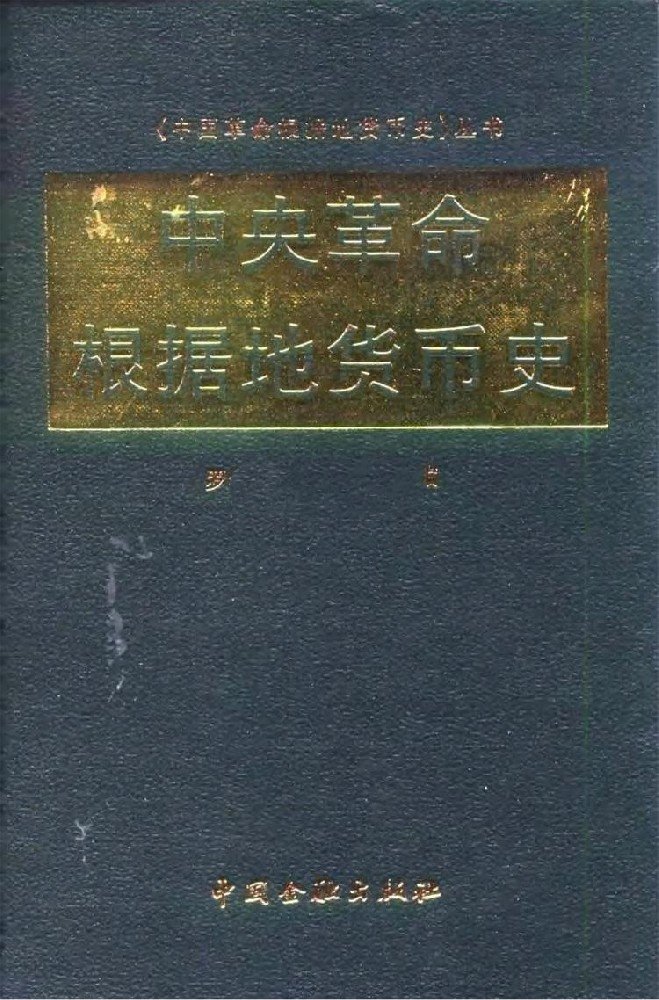 《中国革命根据地货币史》丛书
中央革命
根据地货币史
罗
中国金融出版社